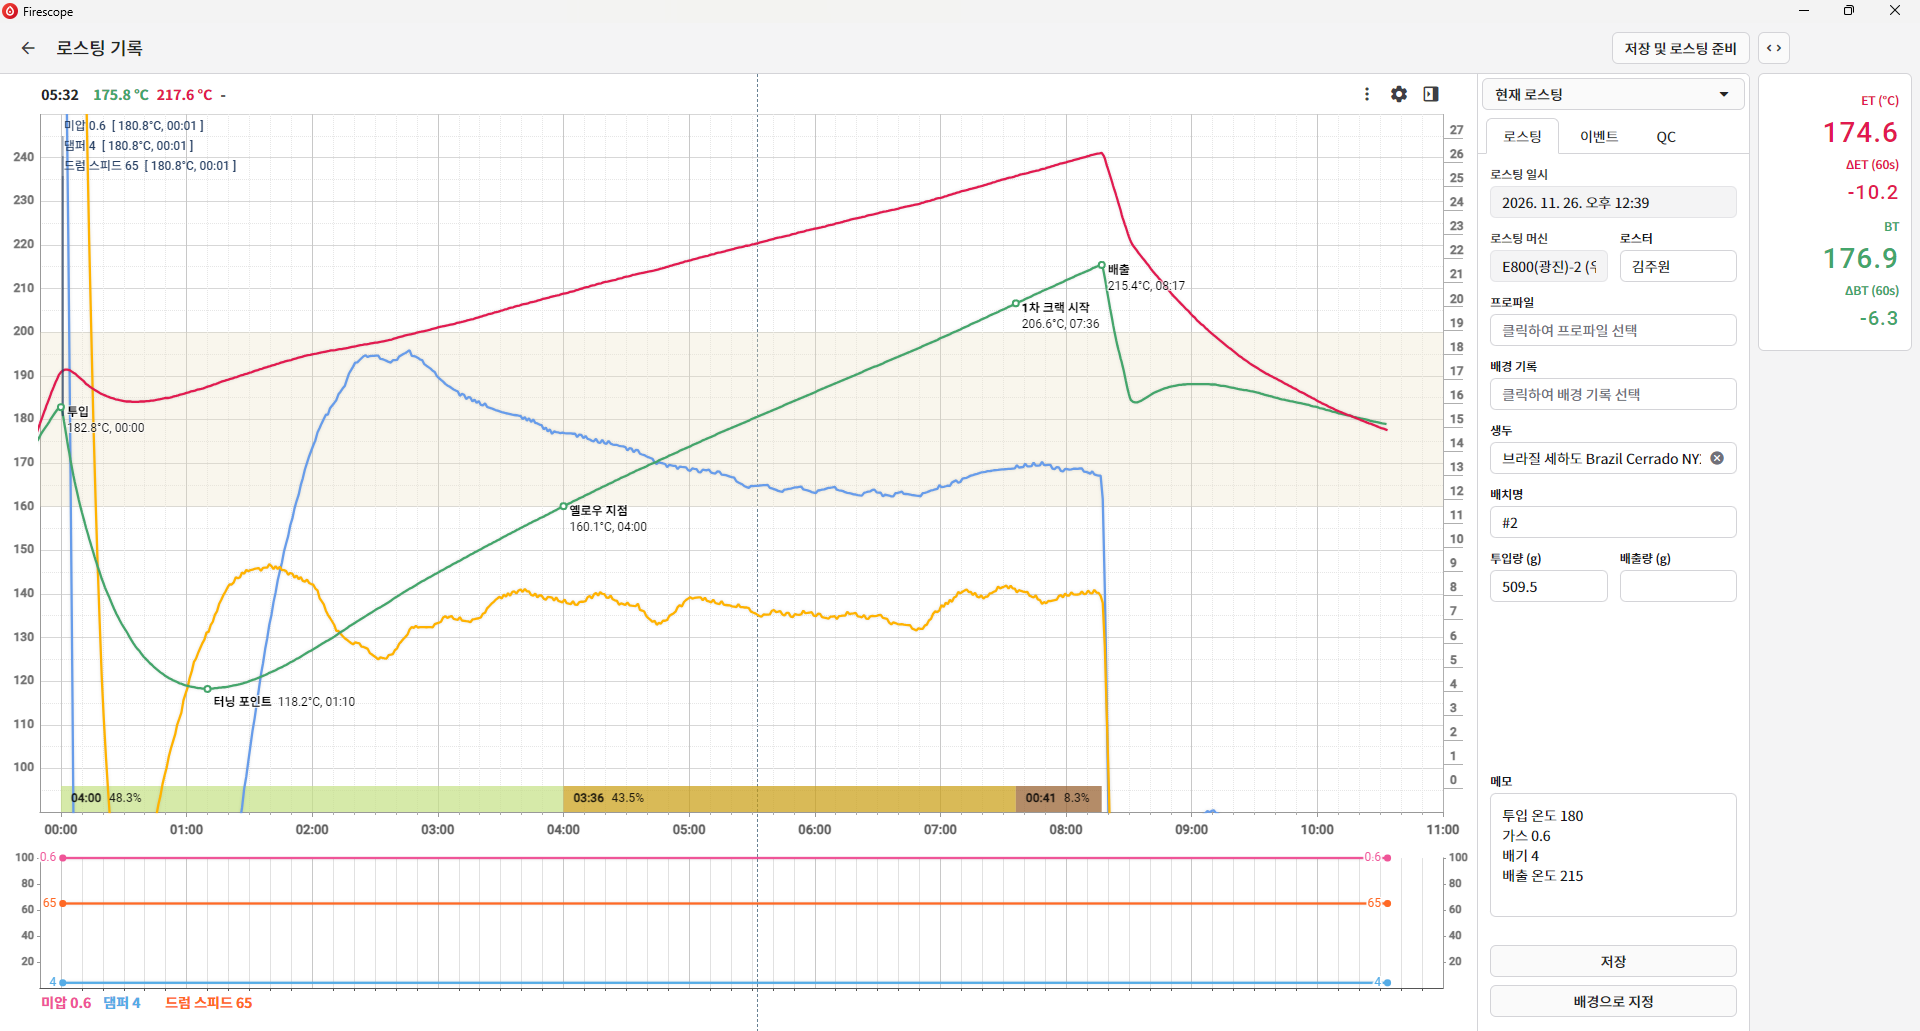 Firescope
로스팅 기록
저장 및 로스팅 준비
05:32 175.8 °C 217.6 °C -
미압 0.6 [ 180.8°C, 00:01 ]
댐퍼 4 [ 180.8°C, 00:01 ]
드럼 스피드 65 [ 180.8°C, 00:01 ]
240
230
220
210
200
190
180
170
160
150
140
130
120
110
100
27
26
25
24
23
22
21
20
19
18
17
16
15
14
13
12
11
10
9
8
7
6
5
4
3
2
1
0
투입
182.8°C, 00:00
터닝 포인트 118.2°C, 01:10
옐로우 지점
160.1°C, 04:00
1차 크랙 시작
206.6°C, 07:36
배출
215.4°C, 08:17
04:00 48.3%
03:36 43.5%
00:41 8.3%
00:00 01:00 02:00 03:00 04:00 05:00 06:00 07:00 08:00 09:00 10:00 11:00
100 0.6 0.6 100
80 80
65 65
60 60
40 40
20 20
4 4
미압 0.6 댐퍼 4 드럼 스피드 65
현재 로스팅
로스팅 이벤트 QC
로스팅 일시
2026. 11. 26. 오후 12:39
로스팅 머신 로스터
E800(광진)-2 (우 김주원
프로파일
클릭하여 프로파일 선택
배경 기록
클릭하여 배경 기록 선택
생두
브라질 세하도 Brazil Cerrado NY:
배치명
#2
투입량 (g) 배출량 (g)
509.5
메모
투입 온도 180
가스 0.6
배기 4
배출 온도 215
저장
배경으로 지정
ET (°C)
174.6
ΔET (60s)
-10.2
BT
176.9
ΔBT (60s)
-6.3